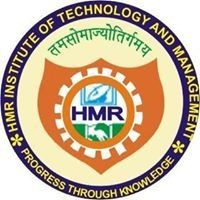 HMR INSTITUTE OF TECHNOLOGY AND MANAGEMENT
तमसोमाज्योतिर्गमय
HMR
PROGRESS THROUGH KNOWLEDGE